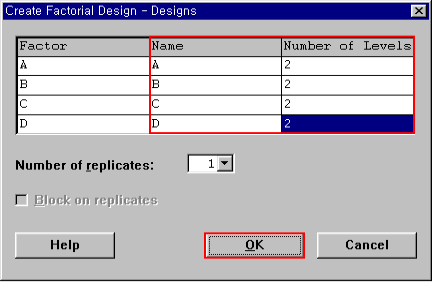 Create Factorial Design - Designs
Factor Name Number of Levels
A A 2
B B 2
C C 2
D D 2
Number of replicates: 1
Block on replicates
Help OK Cancel